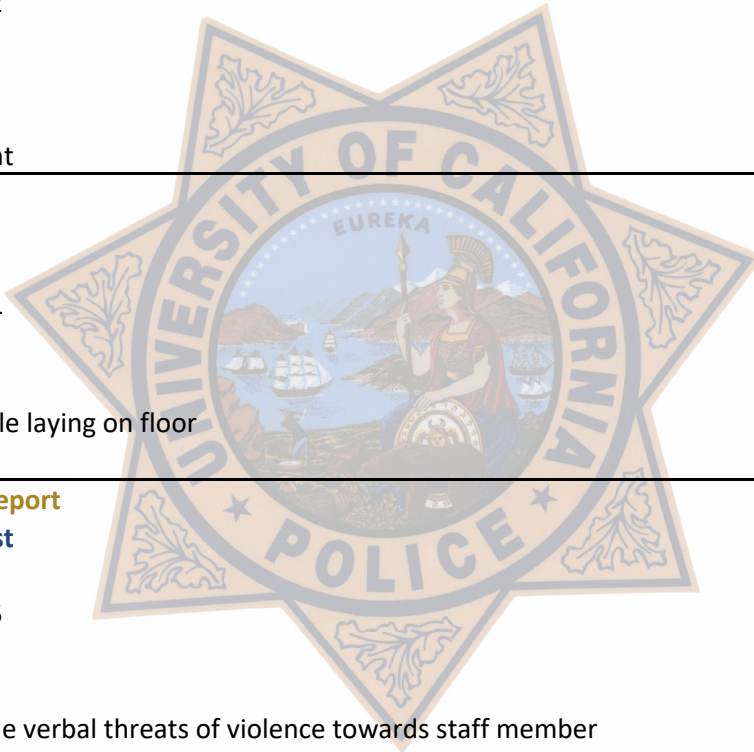 nt
UNIVERSITY OF CALIFORNIA
EUREKA
le laying on floor
eport
st
POLICE
e verbal threats of violence towards staff member